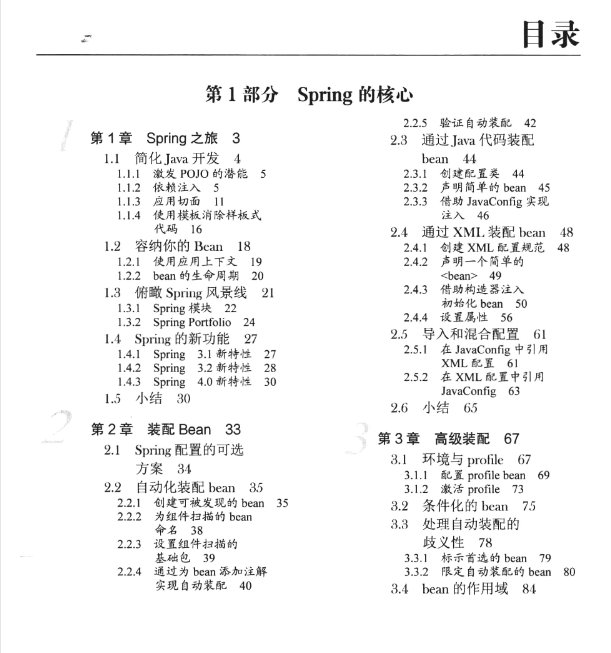 目录
第1部分 Spring 的核心
1
第1章 Spring 之旅 3
1.1 简化Java 开发 4
1.1.1 激发 POJO 的潜能 5
1.1.2 依赖注入 5
1.1.3 应用切面 11
1.1.4 使用模板消除样板式
代码 16
1.2 容纳你的 Bean 18
1.2.1 使用应用上下文 19
1.2.2 bean 的生命周期 20
1.3 俯瞰 Spring 风景线 21
1.3.1 Spring 模块 22
1.3.2 Spring Portfolio 24
1.4 Spring 的新功能 27
1.4.1 Spring 3.1 新特性 27
1.4.2 Spring 3.2 新特性 28
1.4.3 Spring 4.0 新特性 30
1.5 小结 30
2
第2章 装配 Bean 33
2.1 Spring 配置的可选
方案 34
2.2 自动化装配 bean 35
2.2.1 创建可被发现的 bean 35
2.2.2 为组件扫描的 bean
命名 38
2.2.3 设置组件扫描的
基础包 39
2.2.4 通过为 bean 添加注解
实现自动装配 40
2.2.5 验证自动装配 42
2.3 通过 Java 代码装配
bean 44
2.3.1 创建配置类 44
2.3.2 声明简单的 bean 45
2.3.3 借助 JavaConfig 实现
注入 46
2.4 通过 XML 装配 bean 48
2.4.1 创建 XML 配置规范 48
2.4.2 声明一个简单的
<bean> 49
2.4.3 借助构造器注入
初始化 bean 50
2.4.4 设置属性 56
2.5 导入和混合配置 61
2.5.1 在 JavaConfig 中引用
XML 配置 61
2.5.2 在 XML 配置中引用
JavaConfig 63
2.6 小结 65
3
第3章 高级装配 67
3.1 环境与 profile 67
3.1.1 配置 profile bean 69
3.1.2 激活 profile 73
3.2 条件化的 bean 75
3.3 处理自动装配的
歧义性 78
3.3.1 标示首选的 bean 79
3.3.2 限定自动装配的 bean 80
3.4 bean 的作用域 84